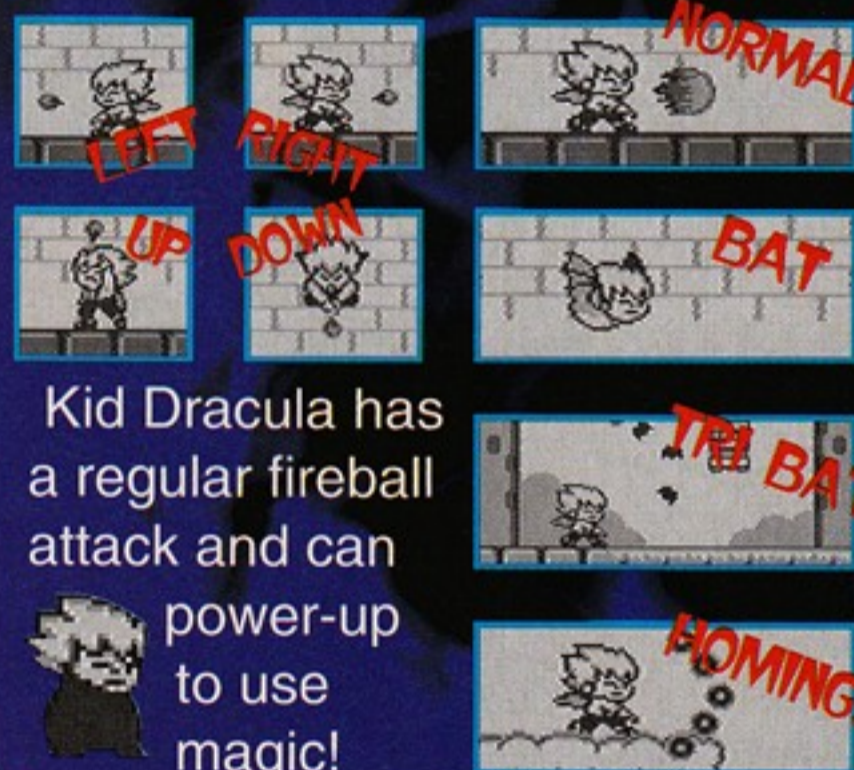 LEFT
RIGHT
NORMAL
UP
DOWN
BAT
TRI BAT
HOMING
Kid Dracula has
a regular fireball
attack and can
power-up
to use
magic!